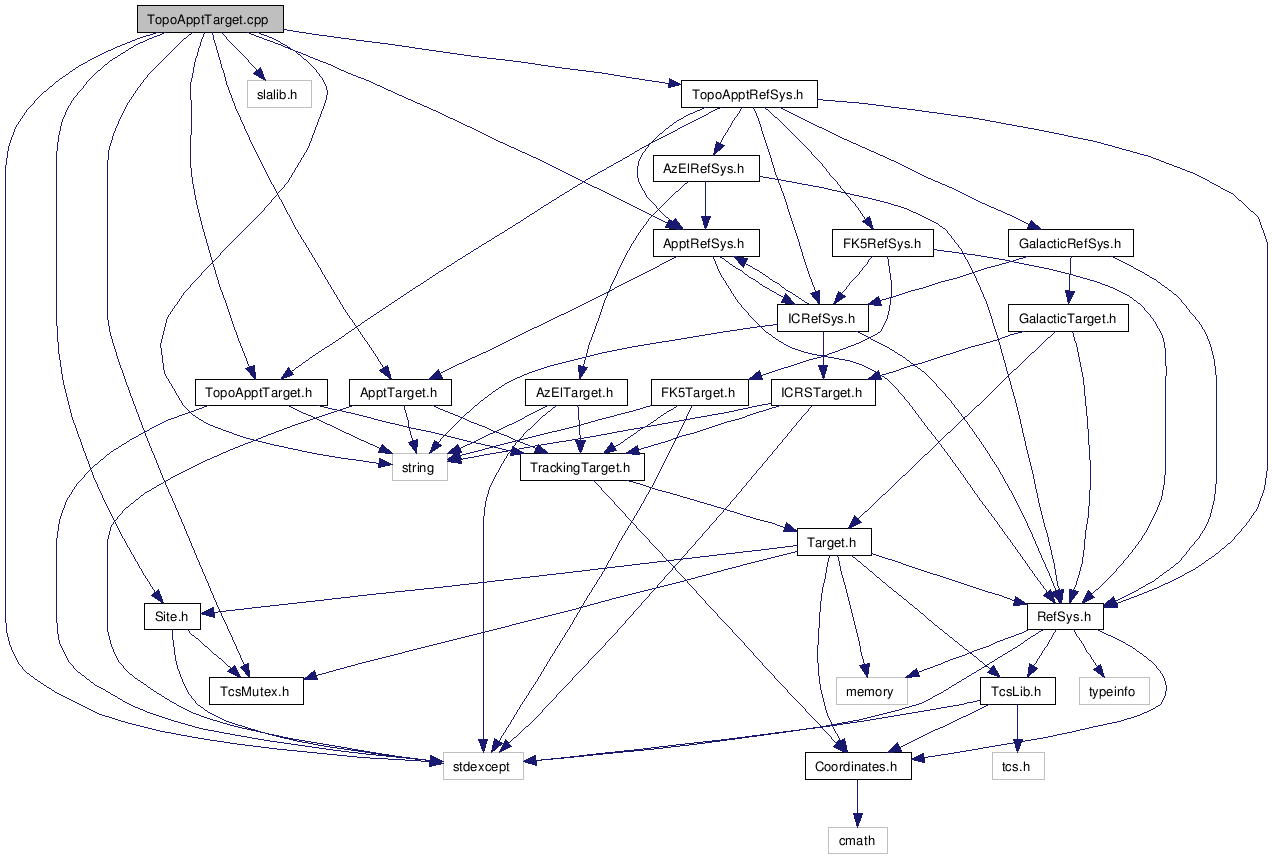 TopoApptTarget.cpp
slalib.h
TopoApptRefSys.h
AzElRefSys.h
ApptRefSys.h
FK5RefSys.h
GalacticRefSys.h
ICRefSys.h
GalacticTarget.h
TopoApptTarget.h
ApptTarget.h
AzElTarget.h
FK5Target.h
ICRSTarget.h
string
TrackingTarget.h
Target.h
Site.h
RefSys.h
TcsMutex.h
memory
TcsLib.h
typeinfo
stdexcept
Coordinates.h
tcs.h
cmath